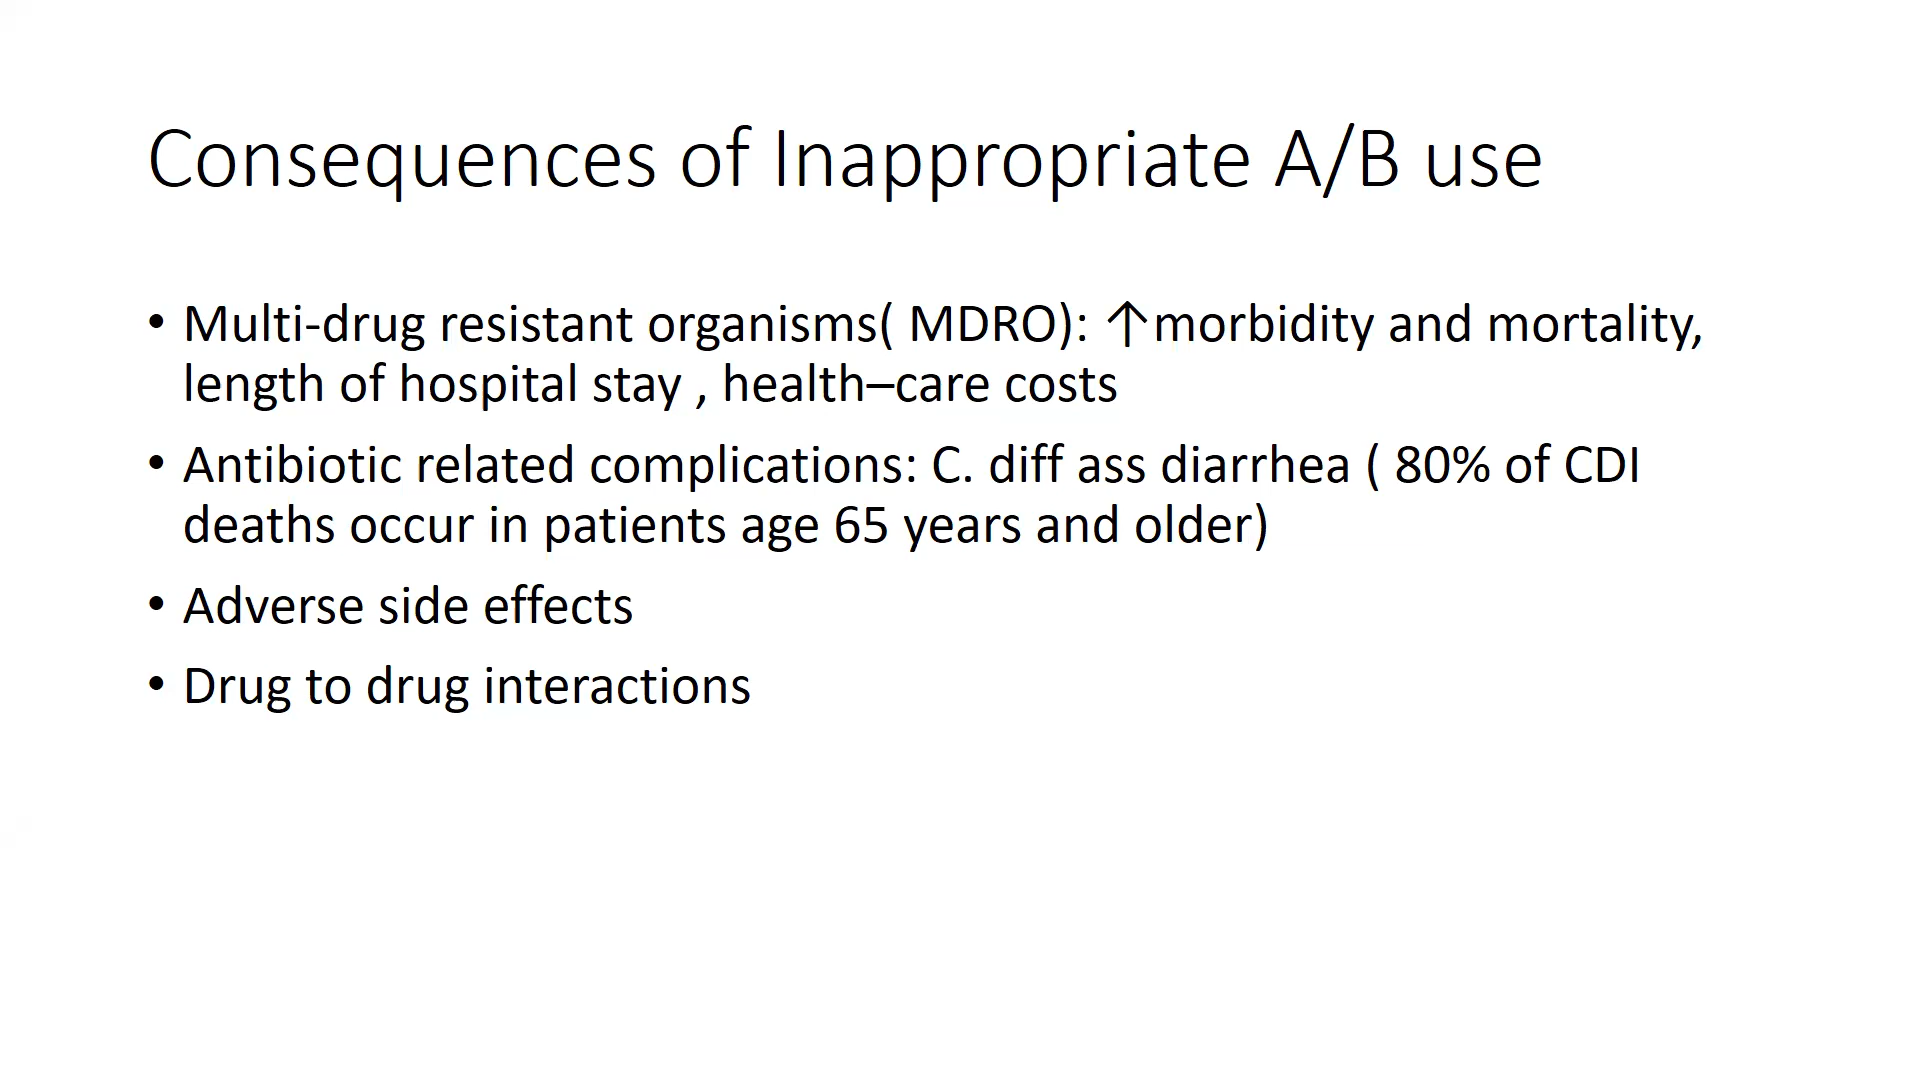 Consequences of Inappropriate A/B use
• Multi-drug resistant organisms( MDRO): ↑morbidity and mortality,
length of hospital stay , health–care costs
• Antibiotic related complications: C. diff ass diarrhea ( 80% of CDI
deaths occur in patients age 65 years and older)
• Adverse side effects
• Drug to drug interactions